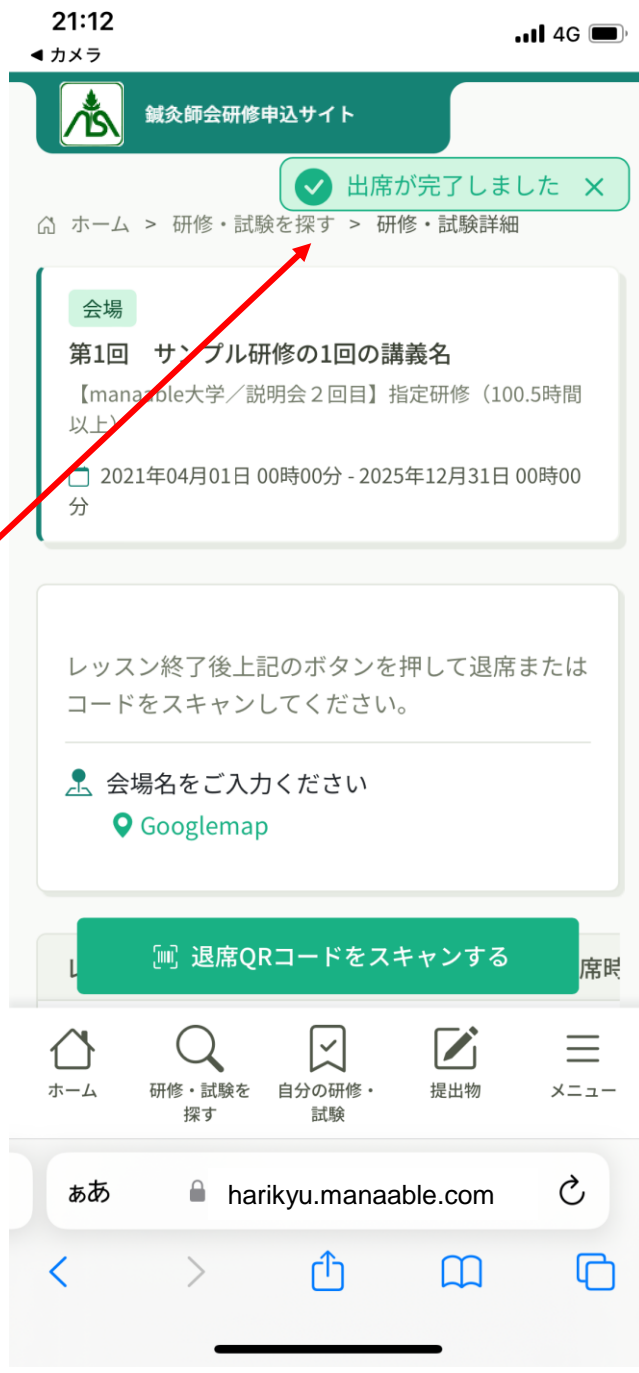 21:12
4G
◀ カメラ
鍼灸師会研修申込サイト
出席が完了しました ×
ホーム > 研修・試験を探す > 研修・試験詳細
会場
第1回 サンプル研修の1回の講義名
【manaable大学／説明会２回目】指定研修（100.5時間
以上）
2021年04月01日 00時00分 - 2025年12月31日 00時00
分
レッスン終了後上記のボタンを押して退席または
コードをスキャンしてください。
会場名をご入力ください
Googlemap
退席QRコードをスキャンする
席時
ホーム
研修・試験を
探す
自分の研修・
試験
提出物
メニュー
ぁあ
harikyu.manaable.com